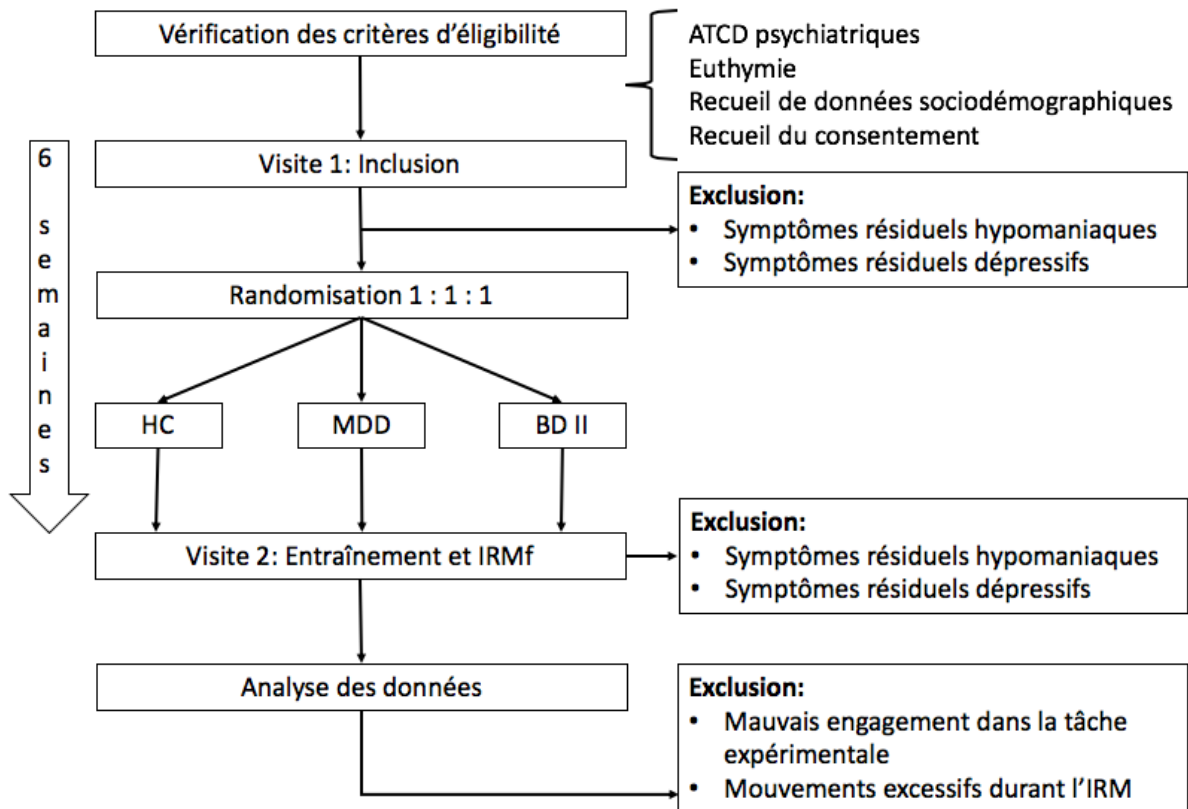 Vérification des critères d’éligibilité
ATCD psychiatriques
Euthymie
Recueil de données sociodémographiques
Recueil du consentement
6 semaines
Visite 1: Inclusion
Exclusion:
• Symptômes résiduels hypomaniaques
• Symptômes résiduels dépressifs
Randomisation 1 : 1 : 1
HC
MDD
BD II
Visite 2: Entraînement et IRMf
Exclusion:
• Symptômes résiduels hypomaniaques
• Symptômes résiduels dépressifs
Analyse des données
Exclusion:
• Mauvais engagement dans la tâche
expérimentale
• Mouvements excessifs durant l’IRM